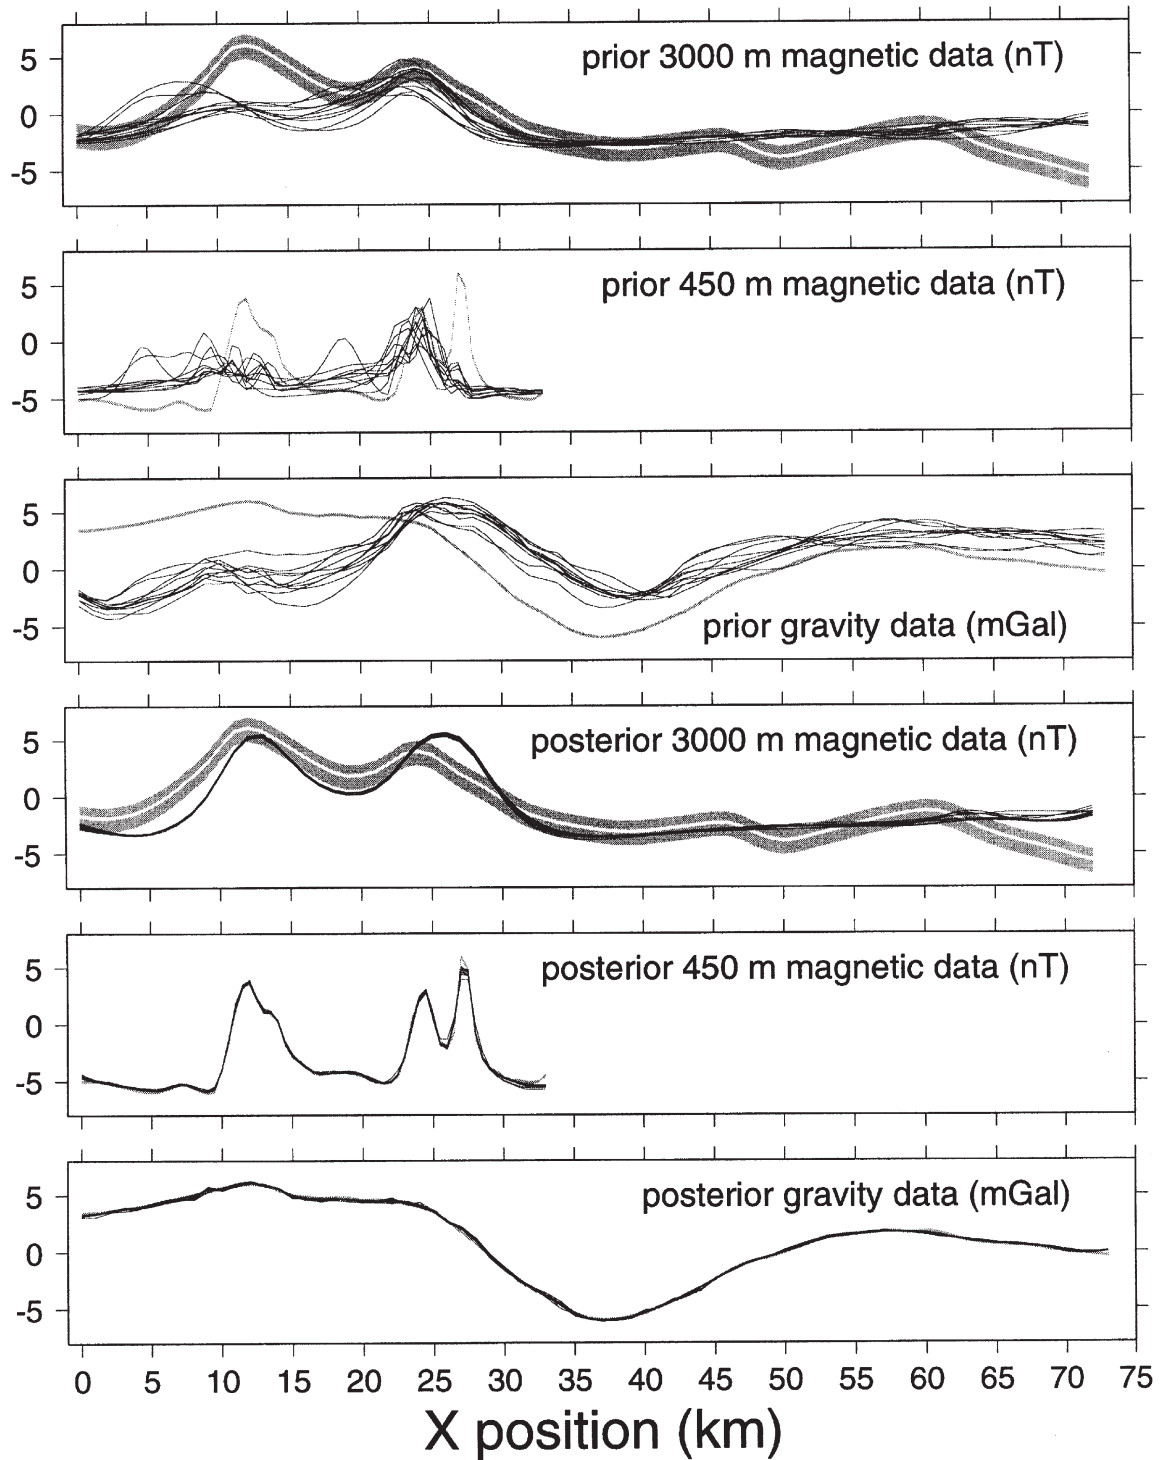 prior 3000 m magnetic data (nT)
5
0
-5
prior 450 m magnetic data (nT)
5
0
-5
prior gravity data (mGal)
5
0
-5
posterior 3000 m magnetic data (nT)
5
0
-5
posterior 450 m magnetic data (nT)
5
0
-5
posterior gravity data (mGal)
5
0
-5
0 5 10 15 20 25 30 35 40 45 50 55 60 65 70 75
X position (km)